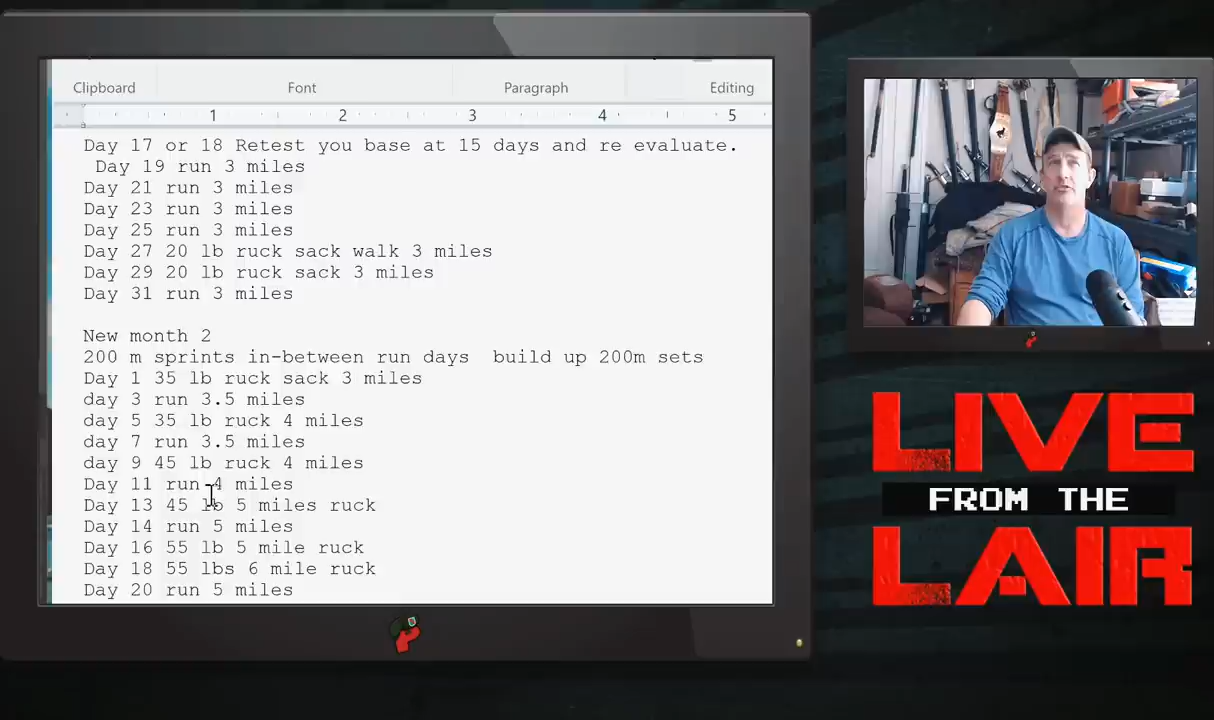 Clipboard
Font
Paragraph
Editing
1 2 3 4 5
Day 17 or 18 Retest you base at 15 days and re evaluate.
Day 19 run 3 miles
Day 21 run 3 miles
Day 23 run 3 miles
Day 25 run 3 miles
Day 27 20 lb ruck sack walk 3 miles
Day 29 20 lb ruck sack 3 miles
Day 31 run 3 miles
New month 2
200 m sprints in-between run days build up 200m sets
Day 1 35 lb ruck sack 3 miles
day 3 run 3.5 miles
day 5 35 lb ruck 4 miles
day 7 run 3.5 miles
day 9 45 lb ruck 4 miles
Day 11 run 4 miles
Day 13 45 lb 5 miles ruck
Day 14 run 5 miles
Day 16 55 lb 5 mile ruck
Day 18 55 lbs 6 mile ruck
Day 20 run 5 miles
LIVE
FROM THE
LAIR